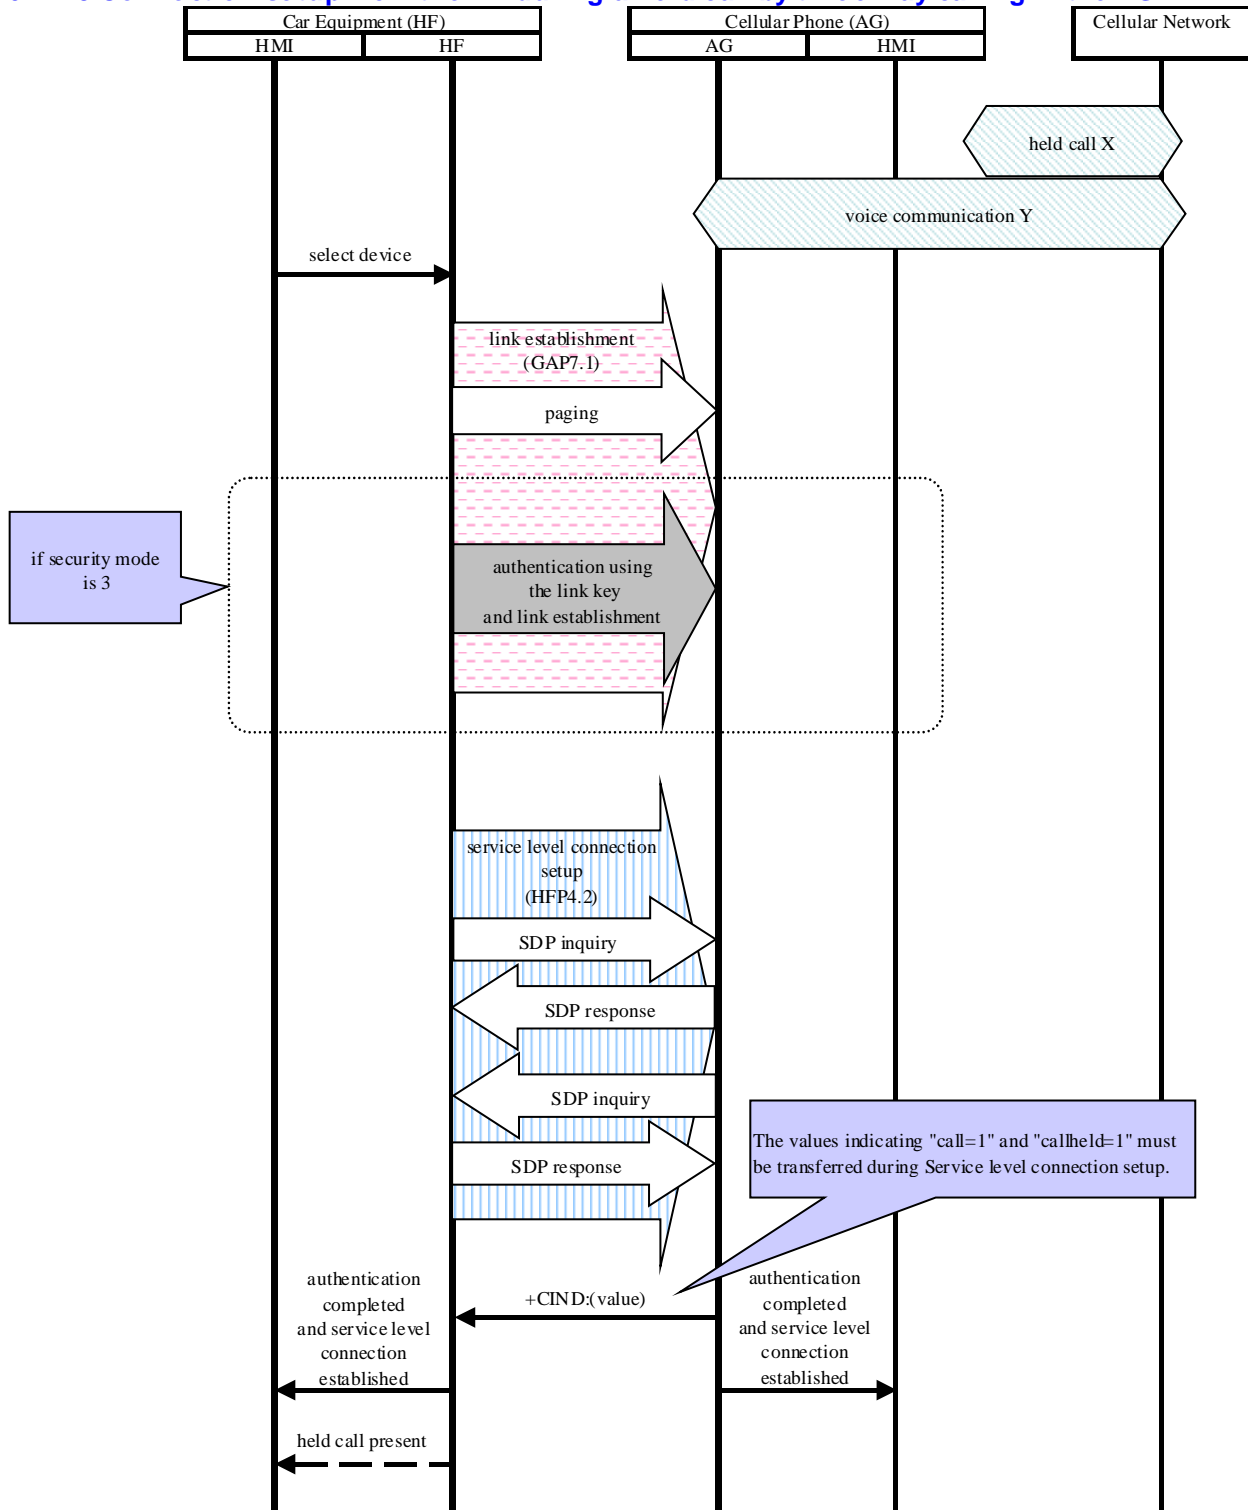 Car Equipment (HF)
Cellular Phone (AG)
Cellular Network
HMI
HF
AG
HMI
held call X
voice communication Y
select device
link establishment
(GAP7.1)
paging
if security mode
is 3
authentication using
the link key
and link establishment
service level connection
setup
(HFP4.2)
SDP inquiry
SDP response
SDP inquiry
SDP response
The values indicating "call=1" and "callheld=1" must
be transferred during Service level connection setup.
+CIND:(value)
authentication
completed
and service level
connection
established
authentication
completed
and service level
connection
established
held call present